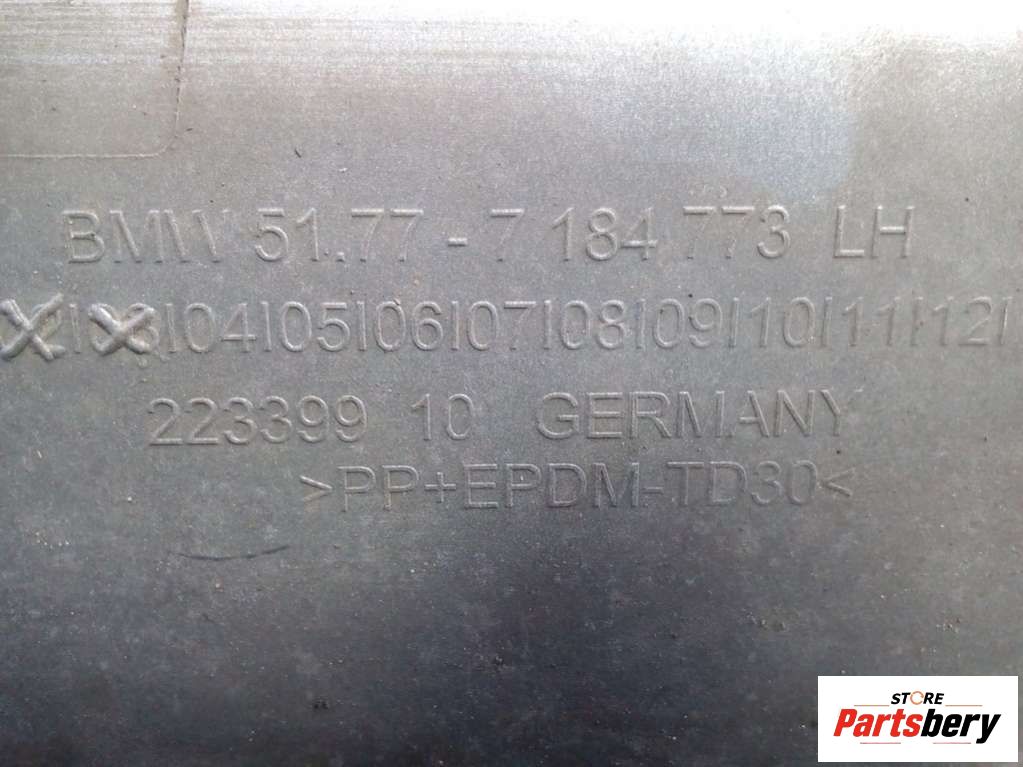 BMW 51.77 - 7 184 773 LH
|04|05|06|07|08|09|10|11|12|
223399 10 GERMANY
>PP+EPDM-TD30<
STORE
Partsbery